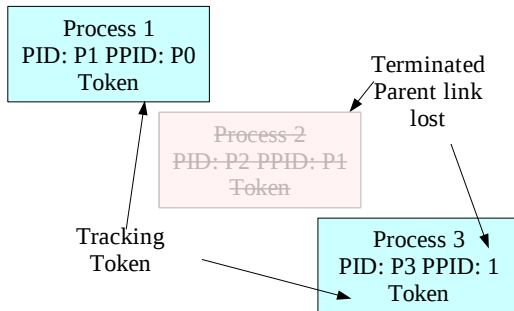 Process 1
PID: P1 PPID: P0
Token
Terminated
Parent link
lost
Process 2
PID: P2 PPID: P1
Token
Tracking
Token
Process 3
PID: P3 PPID: 1
Token